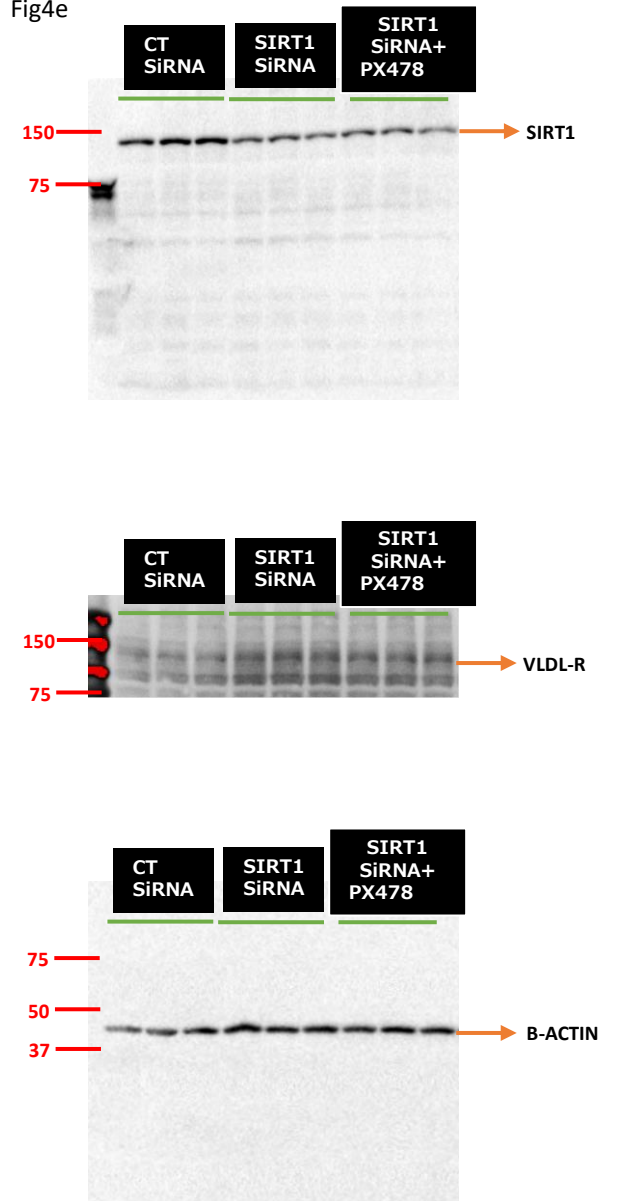 Fig4e
CT
SiRNA
SIRT1
SiRNA
SIRT1
SiRNA+
PX478
150
SIRT1
75
CT
SiRNA
SIRT1
SiRNA
SIRT1
SiRNA+
PX478
150
VLDL-R
75
CT
SiRNA
SIRT1
SiRNA
SIRT1
SiRNA+
PX478
75
50
B-ACTIN
37